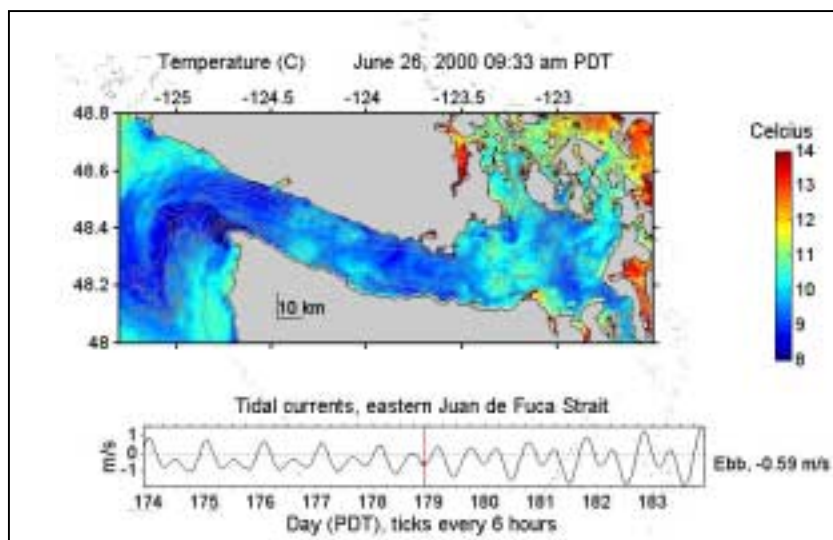 Temperature (C) June 26, 2000 09:33 am PDT
-125 -124.5 -124 -123.5 -123
48.8
48.6
48.4
48.2
48
10 km
Celcius
14
13
12
11
10
9
8
Tidal currents, eastern Juan de Fuca Strait
m/s
1
0
-1
Ebb, -0.59 m/s
174 175 176 177 178 179 180 181 182 183
Day (PDT), ticks every 6 hours